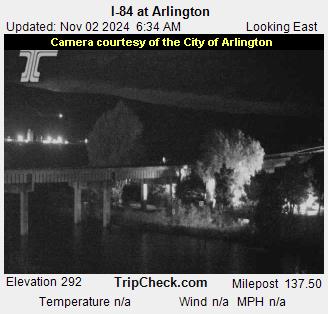 I-84 at Arlington
Updated: Nov 02 2024 6:34 AM Looking East
Camera courtesy of the City of Arlington
Elevation 292 TripCheck.com Milepost 137.50
Temperature n/a Wind n/a MPH n/a